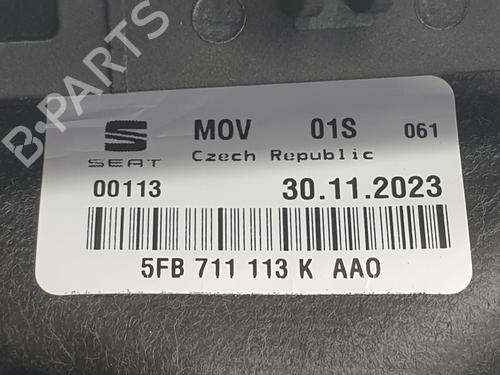 B-PARTS
SEAT
MOV 01S 061
Czech Republic
00113 30.11.2023
5FB 711 113 K AAO